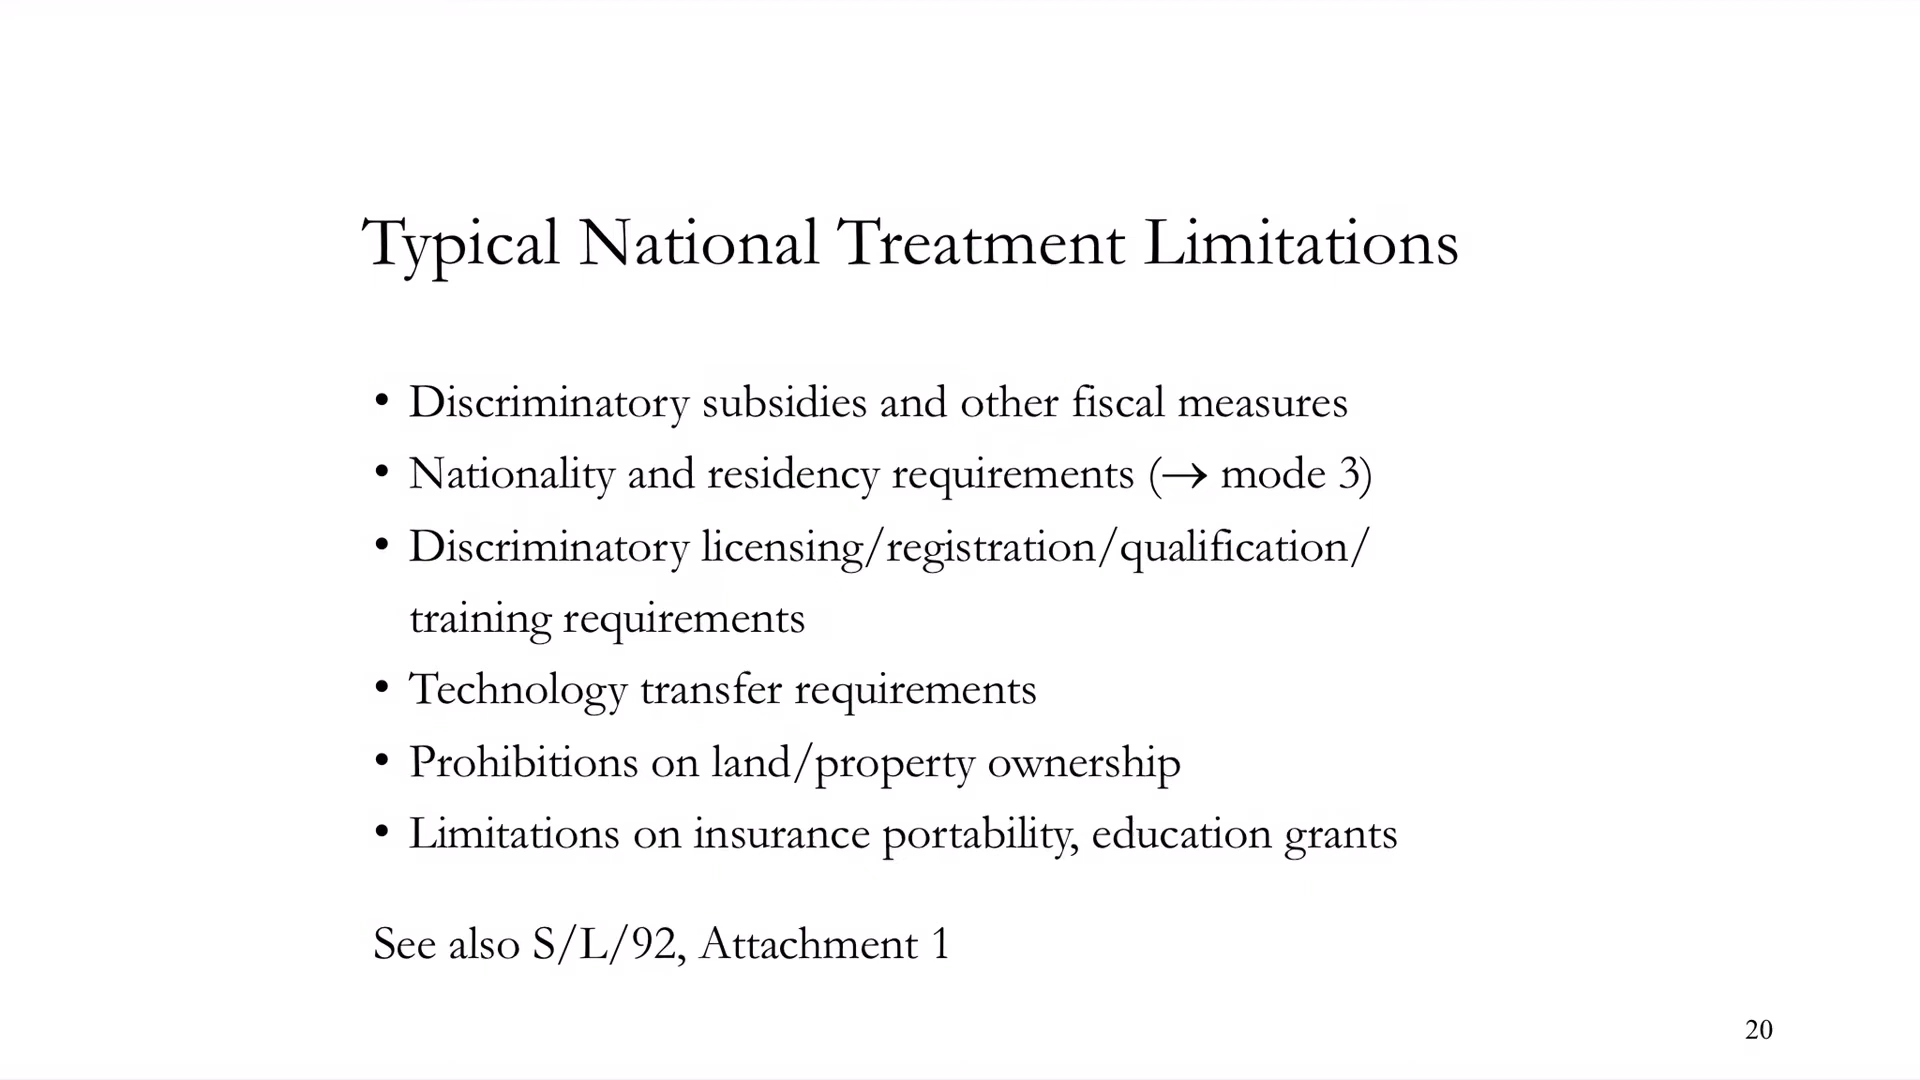 Typical National Treatment Limitations
• Discriminatory subsidies and other fiscal measures
• Nationality and residency requirements (→ mode 3)
• Discriminatory licensing/registration/qualification/
training requirements
• Technology transfer requirements
• Prohibitions on land/property ownership
• Limitations on insurance portability, education grants
See also S/L/92, Attachment 1
20